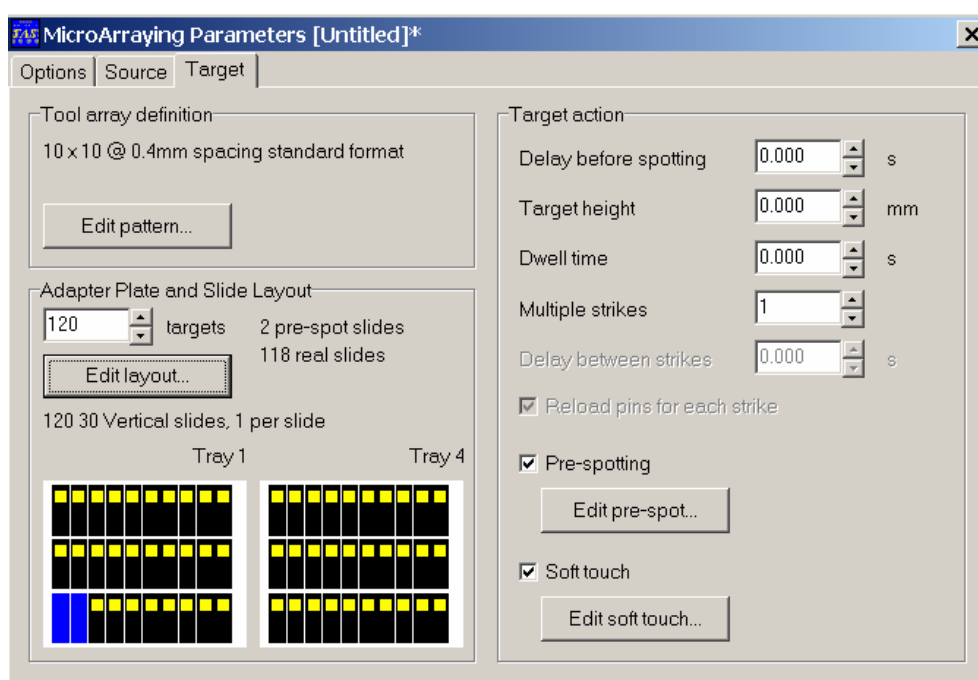 MicroArraying Parameters [Untitled]*
Options Source Target
Tool array definition
10 x 10 @ 0.4mm spacing standard format
Edit pattern...
Adapter Plate and Slide Layout
120 targets 2 pre-spot slides
118 real slides
Edit layout...
120 30 Vertical slides, 1 per slide
Tray 1 Tray 4
Target action
Delay before spotting 0.000 s
Target height 0.000 mm
Dwell time 0.000 s
Multiple strikes 1
Delay between strikes 0.000 s
Reload pins for each strike
Pre-spotting
Edit pre-spot...
Soft touch
Edit soft touch...